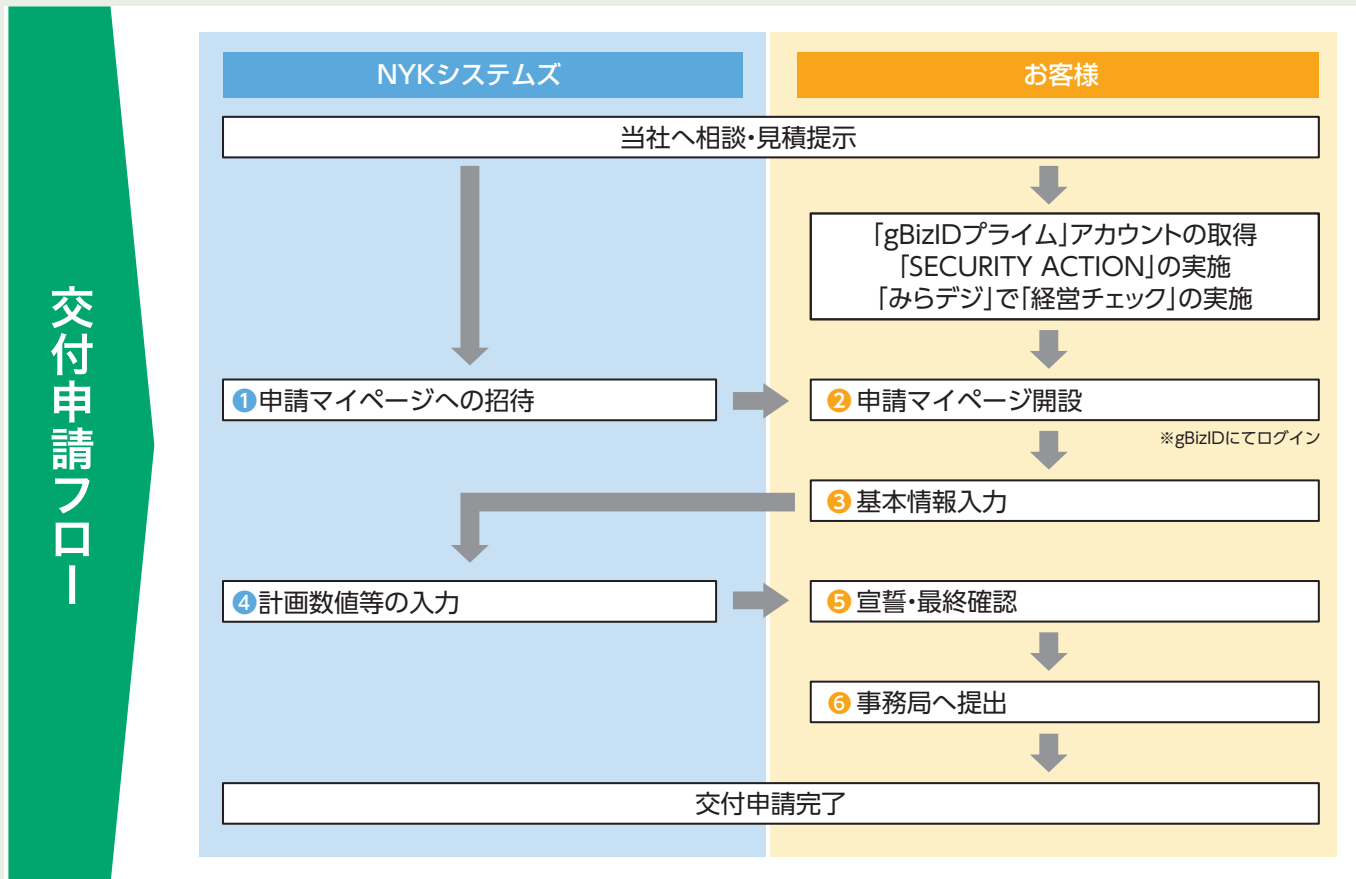 交付申請フロー
NYKシステムズ
お客様
当社へ相談・見積提示
「gBizIDプライム」アカウントの取得
「SECURITY ACTION」の実施
「みらデジ」で「経営チェック」の実施
❶申請マイページへの招待
❷ 申請マイページ開設
※gBizIDにてログイン
❸ 基本情報入力
❹計画数値等の入力
❺ 宣誓・最終確認
❻ 事務局へ提出
交付申請完了